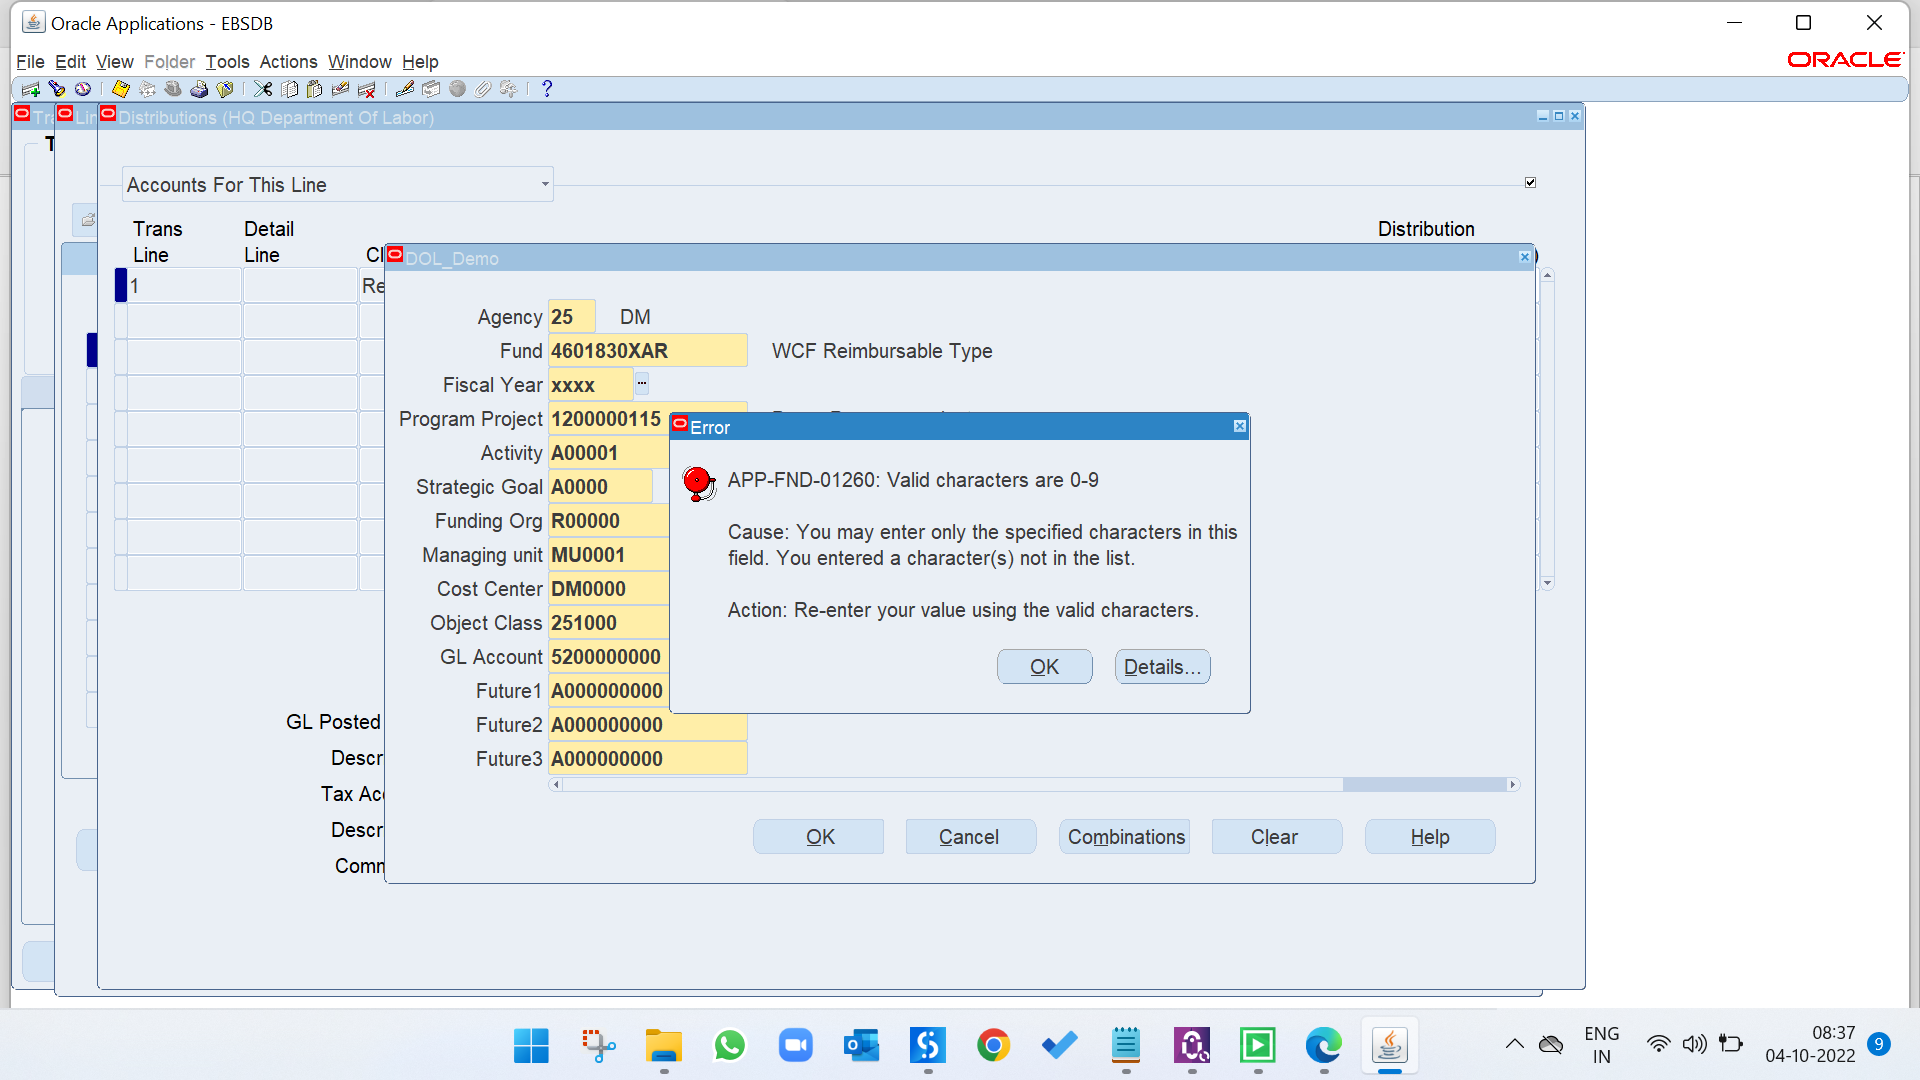 Oracle Applications - EBSDB
File Edit View Folder Tools Actions Window Help
ORACLE
Distributions (HQ Department Of Labor)
Accounts For This Line
Trans Line
Detail Line
Distribution
1
Re
DOL_Demo
Agency 25 DM
Fund 4601830XAR WCF Reimbursable Type
Fiscal Year xxxx ...
Program Project 1200000115
Activity A00001
Strategic Goal A0000
Funding Org R00000
Managing unit MU0001
Cost Center DM0000
Object Class 251000
GL Account 5200000000
Future1 A000000000
Future2 A000000000
Future3 A000000000
Error
APP-FND-01260: Valid characters are 0-9
Cause: You may enter only the specified characters in this
field. You entered a character(s) not in the list.
Action: Re-enter your value using the valid characters.
OK Details...
GL Posted
Descr
Tax Acc
Descr
Comm
OK Cancel Combinations Clear Help
ENG
IN
08:37
04-10-2022
9